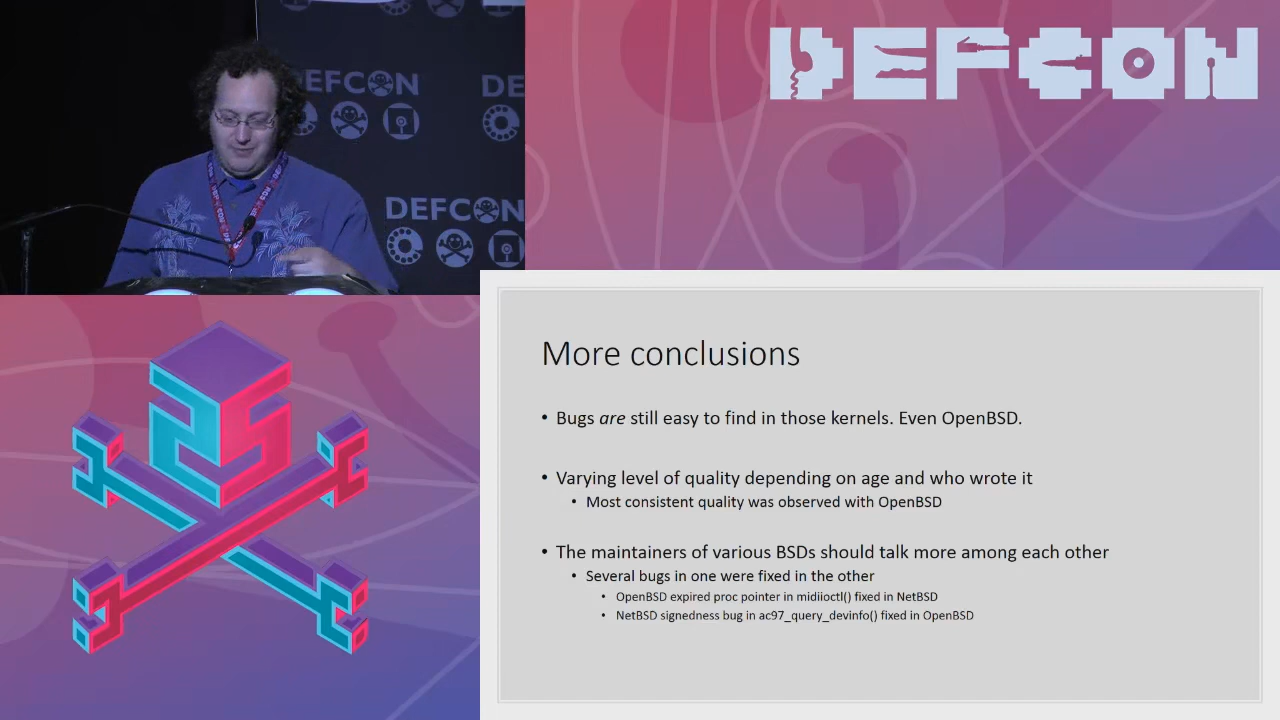 DEFCON
DEFCON
DE
DEFCON
More conclusions
• Bugs are still easy to find in those kernels. Even OpenBSD.
• Varying level of quality depending on age and who wrote it
• Most consistent quality was observed with OpenBSD
• The maintainers of various BSDs should talk more among each other
• Several bugs in one were fixed in the other
• OpenBSD expired proc pointer in midiioctl() fixed in NetBSD
• NetBSD signedness bug in ac97_query_devinfo() fixed in OpenBSD